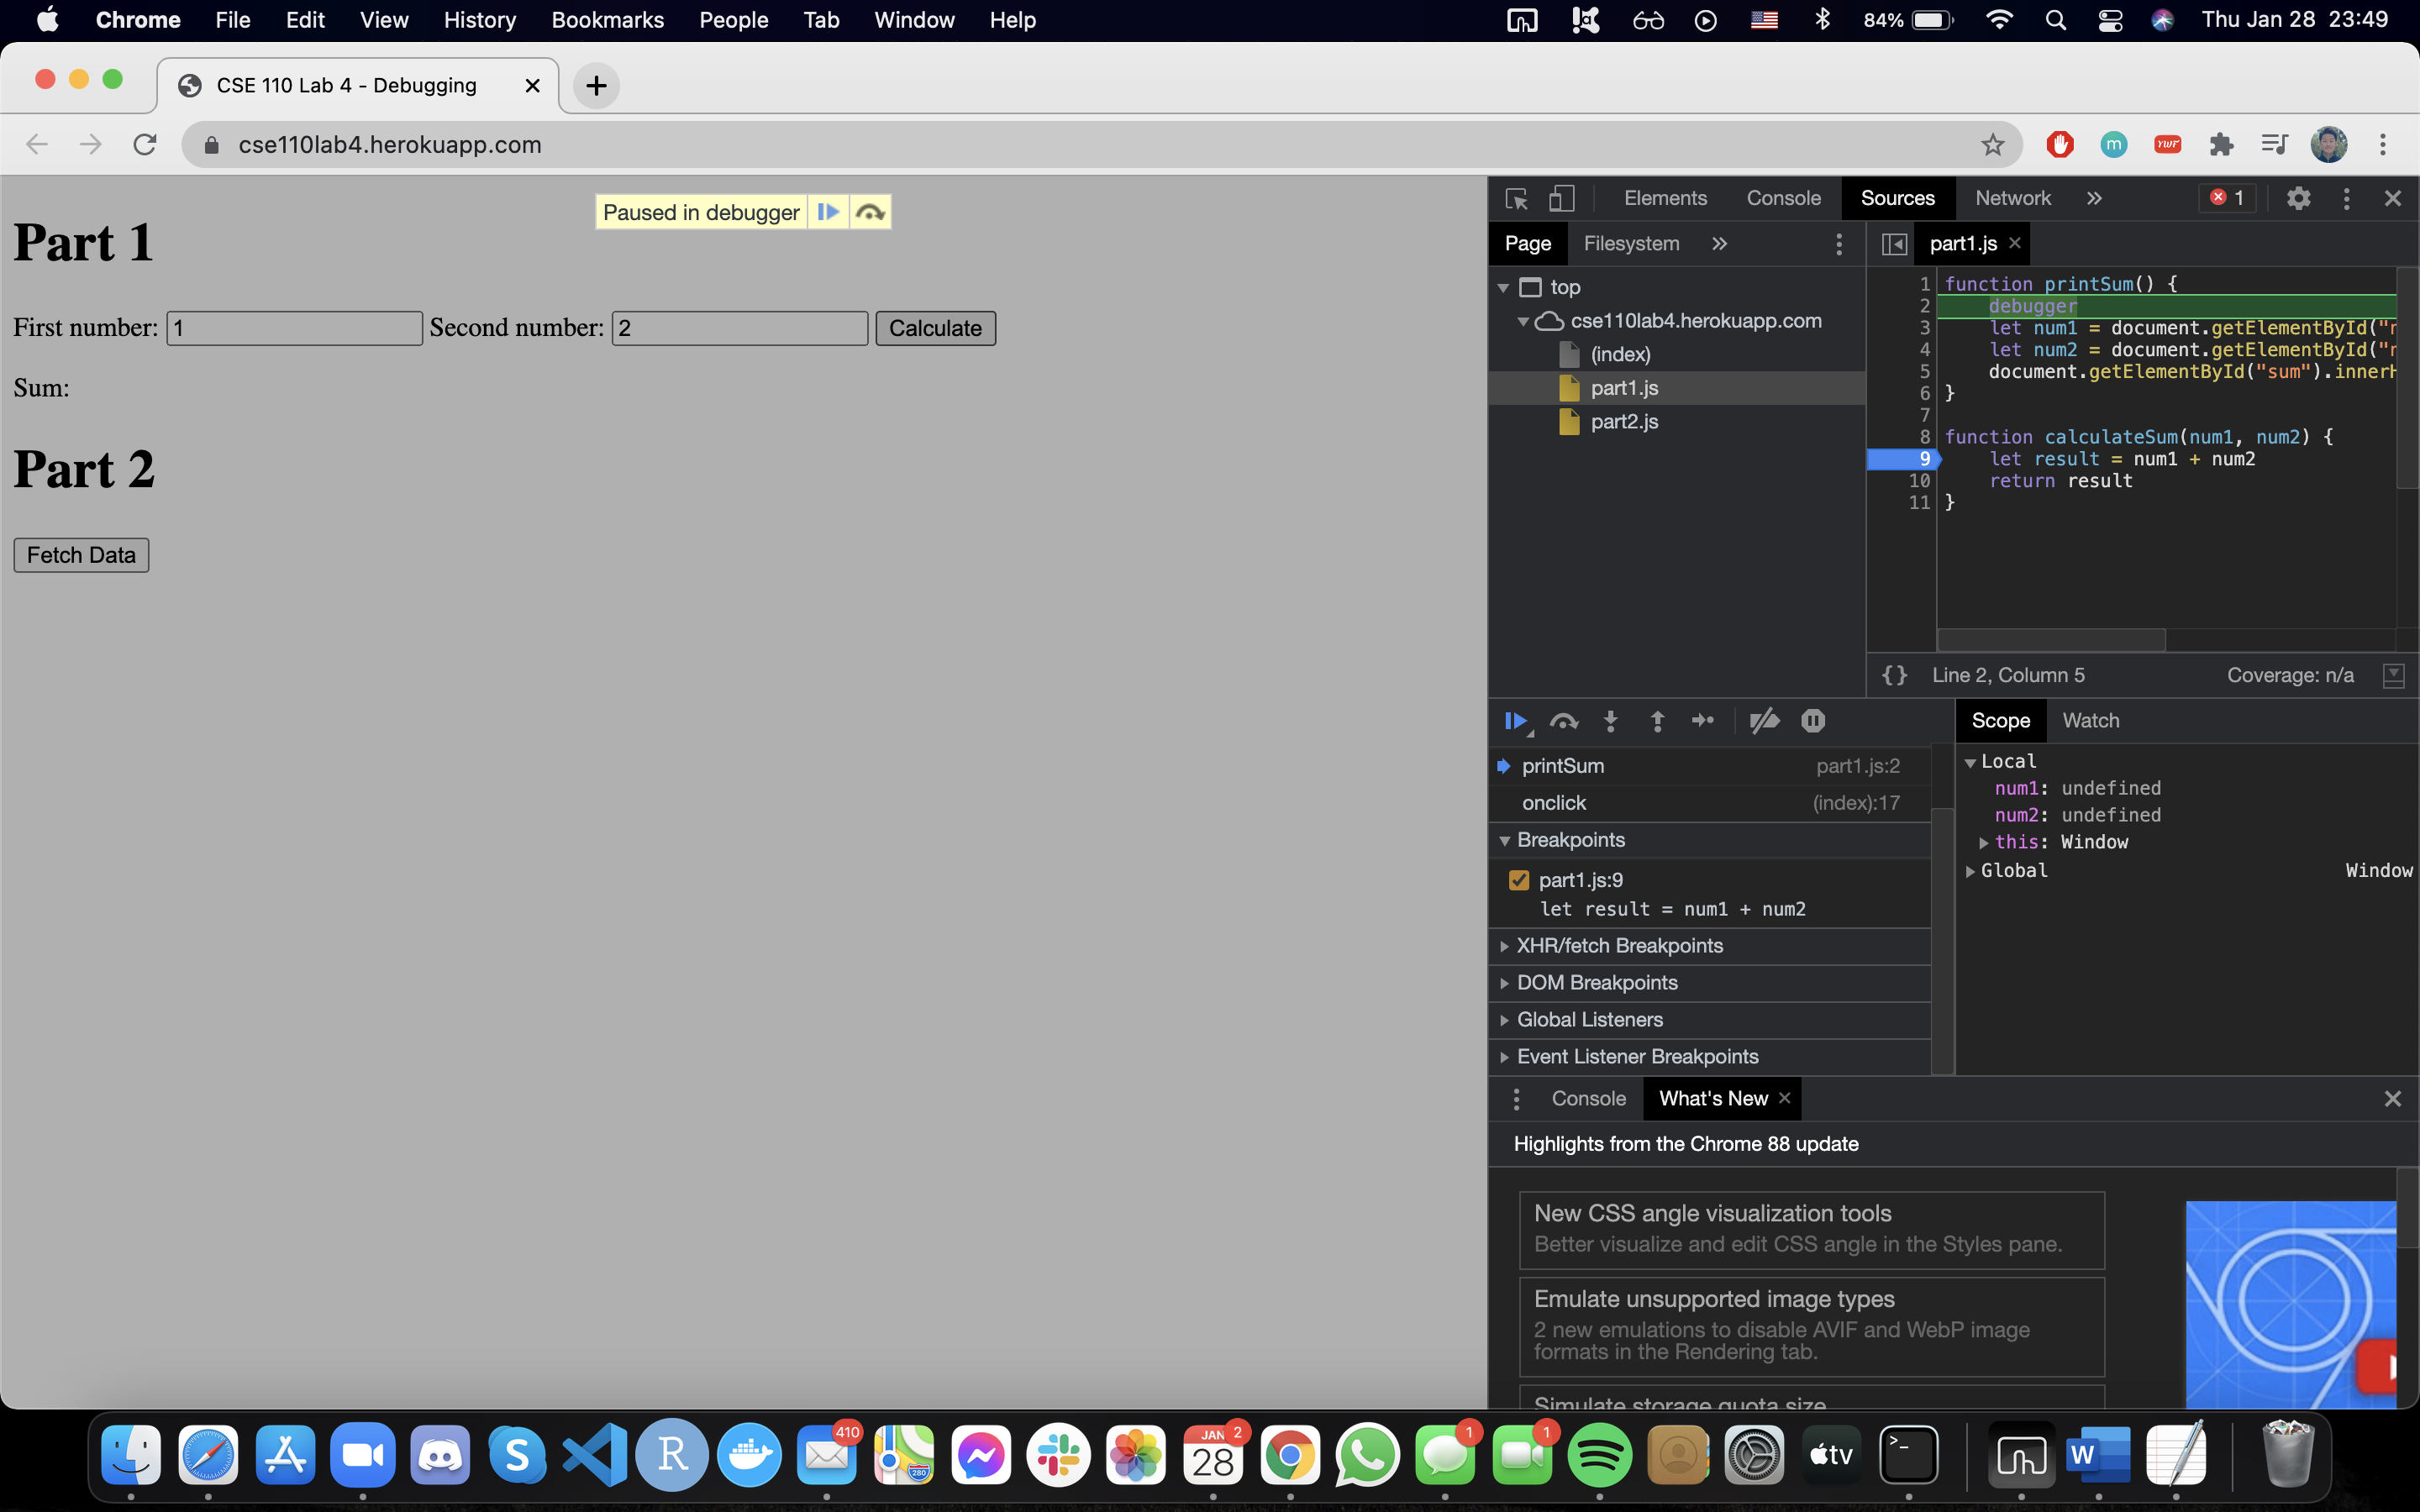 Chrome File Edit View History Bookmarks People Tab Window Help 84% Thu Jan 28 23:49
CSE 110 Lab 4 - Debugging
cse110lab4.herokuapp.com
Paused in debugger
Part 1
First number: 1 Second number: 2 Calculate
Sum:
Part 2
Fetch Data
Elements Console Sources Network 1
Page Filesystem
top
cse110lab4.herokuapp.com
(index)
part1.js
part2.js
part1.js
1 function printSum() {
2 debugger
3 let num1 = document.getElementById("
4 let num2 = document.getElementById("
5 document.getElementById("sum").inner
6 }
7
8 function calculateSum(num1, num2) {
9 let result = num1 + num2
10 return result
11 }
{} Line 2, Column 5 Coverage: n/a
printSum part1.js:2
onclick (index):17
Breakpoints
part1.js:9
let result = num1 + num2
XHR/fetch Breakpoints
DOM Breakpoints
Global Listeners
Event Listener Breakpoints
Scope Watch
Local
num1: undefined
num2: undefined
this: Window
Global Window
Console What's New
Highlights from the Chrome 88 update
New CSS angle visualization tools
Better visualize and edit CSS angle in the Styles pane.
Emulate unsupported image types
2 new emulations to disable AVIF and WebP image
formats in the Rendering tab.
Simulate storage quota size
410 280 JAN 28 2 1 1 tv W